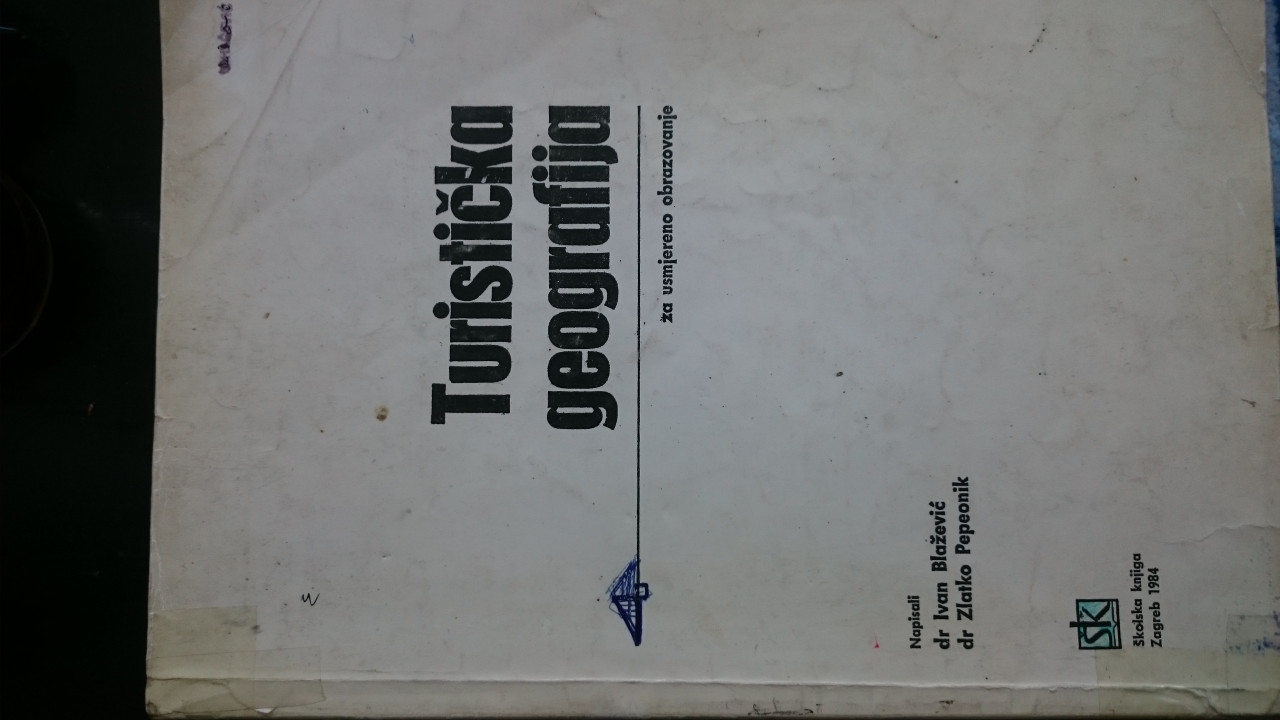 Turistička
geografija
za usmjereno obrazovanje
Napisali
dr Ivan Blažević
dr Zlatko Pepeonik
šk
Školska knjiga
Zagreb 1984